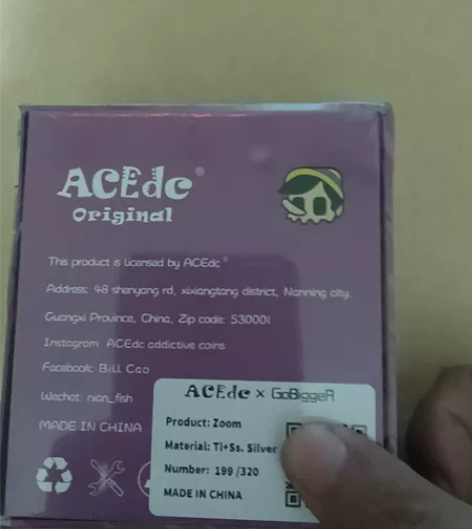 ACEdc®
Original
This product is licensed by ACEdc®
Address: 48 shenyang rd, xixiangtang district, Nanning city,
Guangxi Province, China, Zip code: 530001
Instagram: ACEdc addictive coins
Facebook: Bill Cao
Wechat: nian_fish
MADE IN CHINA
ACEdc × GoBiggeR
Product: Zoom
Material: Ti+Ss. Silver
Number: 199 /320
MADE IN CHINA